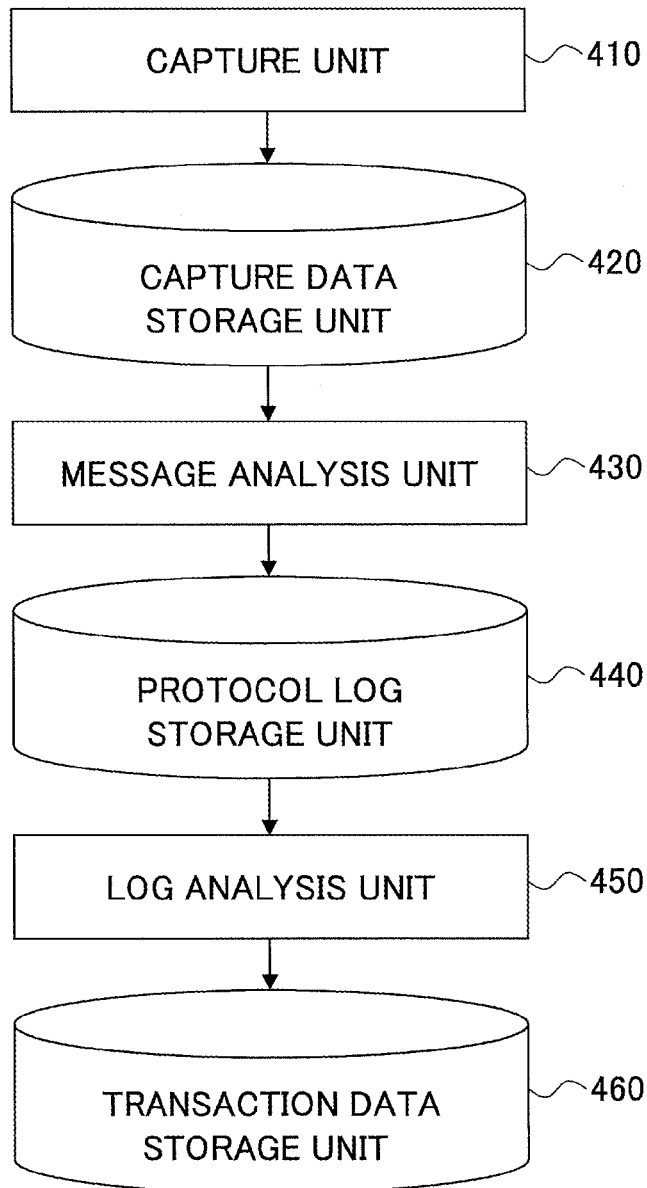 CAPTURE UNIT
410
CAPTURE DATA
STORAGE UNIT
420
MESSAGE ANALYSIS UNIT
430
PROTOCOL LOG
STORAGE UNIT
440
LOG ANALYSIS UNIT
450
TRANSACTION DATA
STORAGE UNIT
460